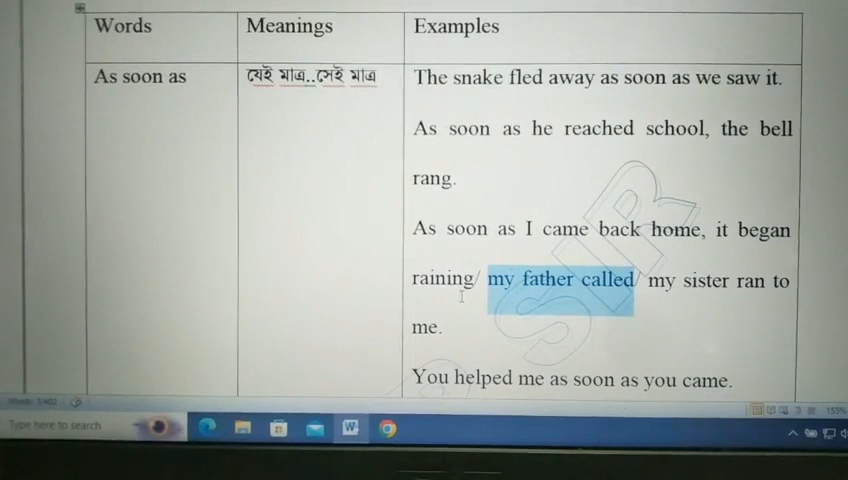 Words Meanings Examples
As soon as যেই মাত্র..সেই মাত্র The snake fled away as soon as we saw it.
As soon as he reached school, the bell
rang.
As soon as I came back home, it began
raining/ my father called/ my sister ran to
me.
You helped me as soon as you came.
SIR
155%
Type here to search